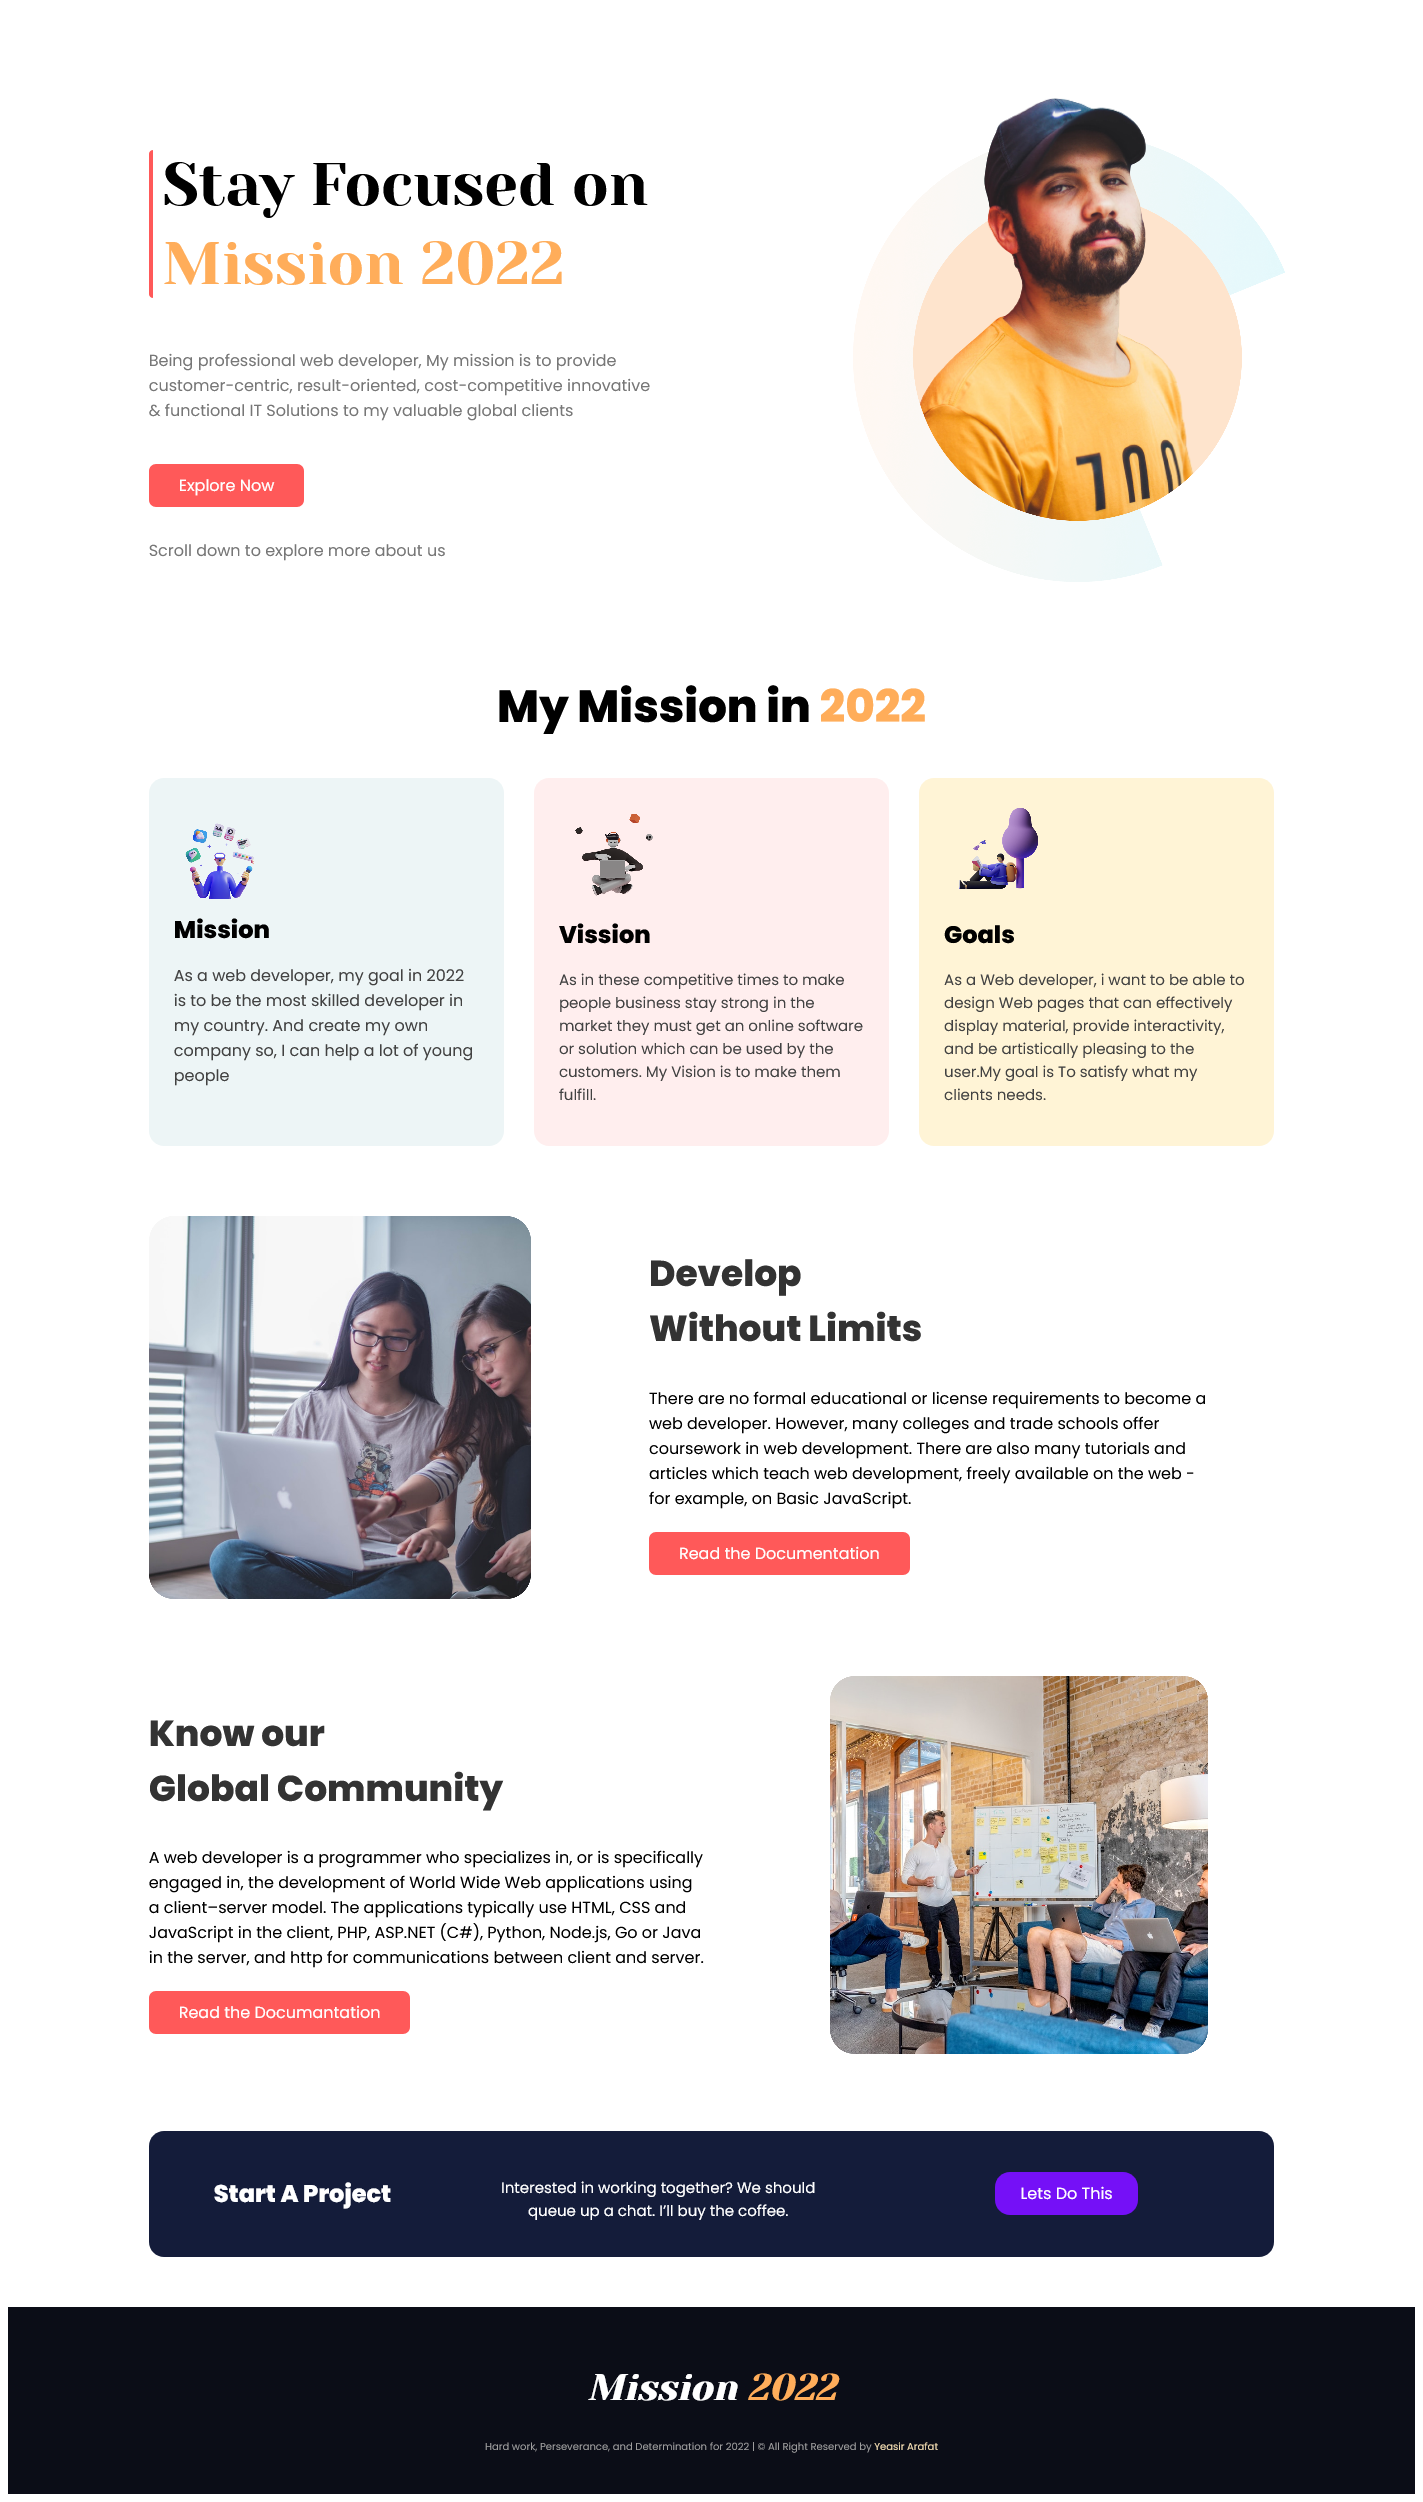 Stay Focused on
Mission 2022
Being professional web developer, My mission is to provide
customer-centric, result-oriented, cost-competitive innovative
& functional IT Solutions to my valuable global clients
Explore Now
Scroll down to explore more about us
My Mission in 2022
Mission
As a web developer, my goal in 2022
is to be the most skilled developer in
my country. And create my own
company so, I can help a lot of young
people
Vission
As in these competitive times to make
people business stay strong in the
market they must get an online software
or solution which can be used by the
customers. My Vision is to make them
fulfill.
Goals
As a Web developer, i want to be able to
design Web pages that can effectively
display material, provide interactivity,
and be artistically pleasing to the
user.My goal is To satisfy what my
clients needs.
Develop
Without Limits
There are no formal educational or license requirements to become a
web developer. However, many colleges and trade schools offer
coursework in web development. There are also many tutorials and
articles which teach web development, freely available on the web -
for example, on Basic JavaScript.
Read the Documentation
Know our
Global Community
A web developer is a programmer who specializes in, or is specifically
engaged in, the development of World Wide Web applications using
a client–server model. The applications typically use HTML, CSS and
JavaScript in the client, PHP, ASP.NET (C#), Python, Node.js, Go or Java
in the server, and http for communications between client and server.
Read the Documantation
Start A Project
Interested in working together? We should
queue up a chat. I’ll buy the coffee.
Lets Do This
Mission 2022
Hard work, Perseverance, and Determination for 2022 | © All Right Reserved by Yeasir Arafat